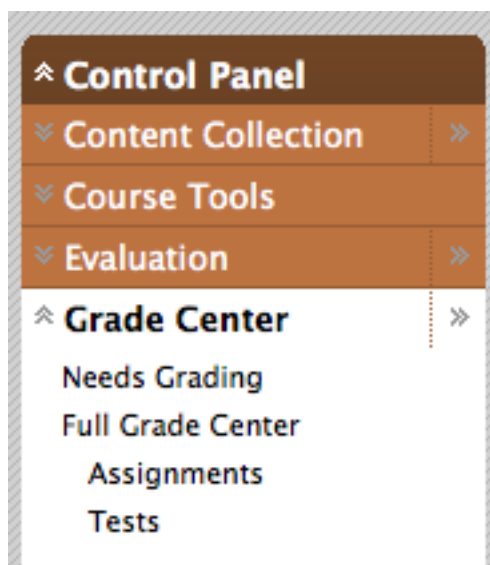 Control Panel
Content Collection
Course Tools
Evaluation
Grade Center
Needs Grading
Full Grade Center
Assignments
Tests